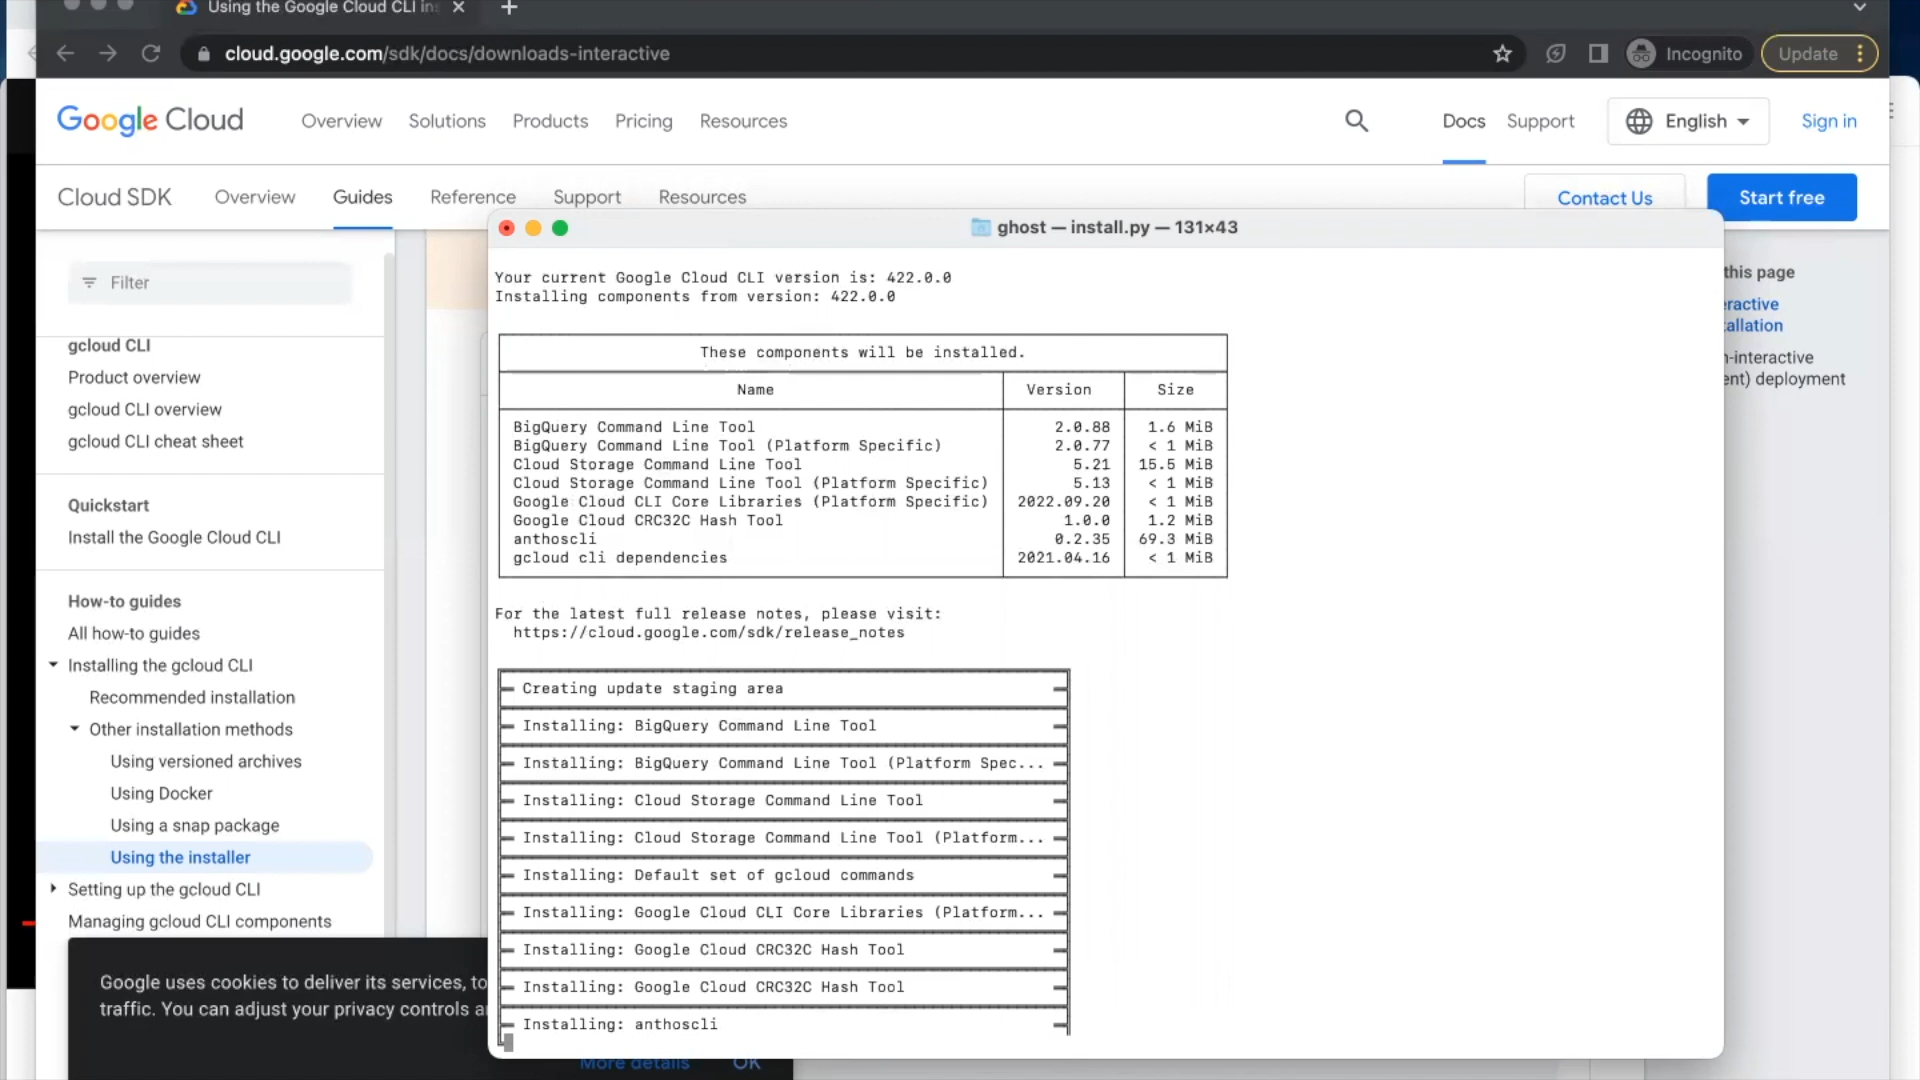 Using the Google Cloud CLI in
cloud.google.com/sdk/docs/downloads-interactive
Incognito
Update
Google Cloud
Overview
Solutions
Products
Pricing
Resources
Docs
Support
English
Sign in
Cloud SDK
Overview
Guides
Reference
Support
Resources
Contact Us
Start free
Filter
gcloud CLI
Product overview
gcloud CLI overview
gcloud CLI cheat sheet
Quickstart
Install the Google Cloud CLI
How-to guides
All how-to guides
Installing the gcloud CLI
Recommended installation
Other installation methods
Using versioned archives
Using Docker
Using a snap package
Using the installer
Setting up the gcloud CLI
Managing gcloud CLI components
Google uses cookies to deliver its services, to
traffic. You can adjust your privacy controls a
More details
OK
ghost — install.py — 131×43
Your current Google Cloud CLI version is: 422.0.0
Installing components from version: 422.0.0
These components will be installed.
Name Version Size
BigQuery Command Line Tool 2.0.88 1.6 MiB
BigQuery Command Line Tool (Platform Specific) 2.0.77 < 1 MiB
Cloud Storage Command Line Tool 5.21 15.5 MiB
Cloud Storage Command Line Tool (Platform Specific) 5.13 < 1 MiB
Google Cloud CLI Core Libraries (Platform Specific) 2022.09.20 < 1 MiB
Google Cloud CRC32C Hash Tool 1.0.0 1.2 MiB
anthoscli 0.2.35 69.3 MiB
gcloud cli dependencies 2021.04.16 < 1 MiB
For the latest full release notes, please visit:
https://cloud.google.com/sdk/release_notes
Creating update staging area
Installing: BigQuery Command Line Tool
Installing: BigQuery Command Line Tool (Platform Spec...
Installing: Cloud Storage Command Line Tool
Installing: Cloud Storage Command Line Tool (Platform...
Installing: Default set of gcloud commands
Installing: Google Cloud CLI Core Libraries (Platform...
Installing: Google Cloud CRC32C Hash Tool
Installing: Google Cloud CRC32C Hash Tool
Installing: anthoscli
this page
ractive
allation
-interactive
ent) deployment